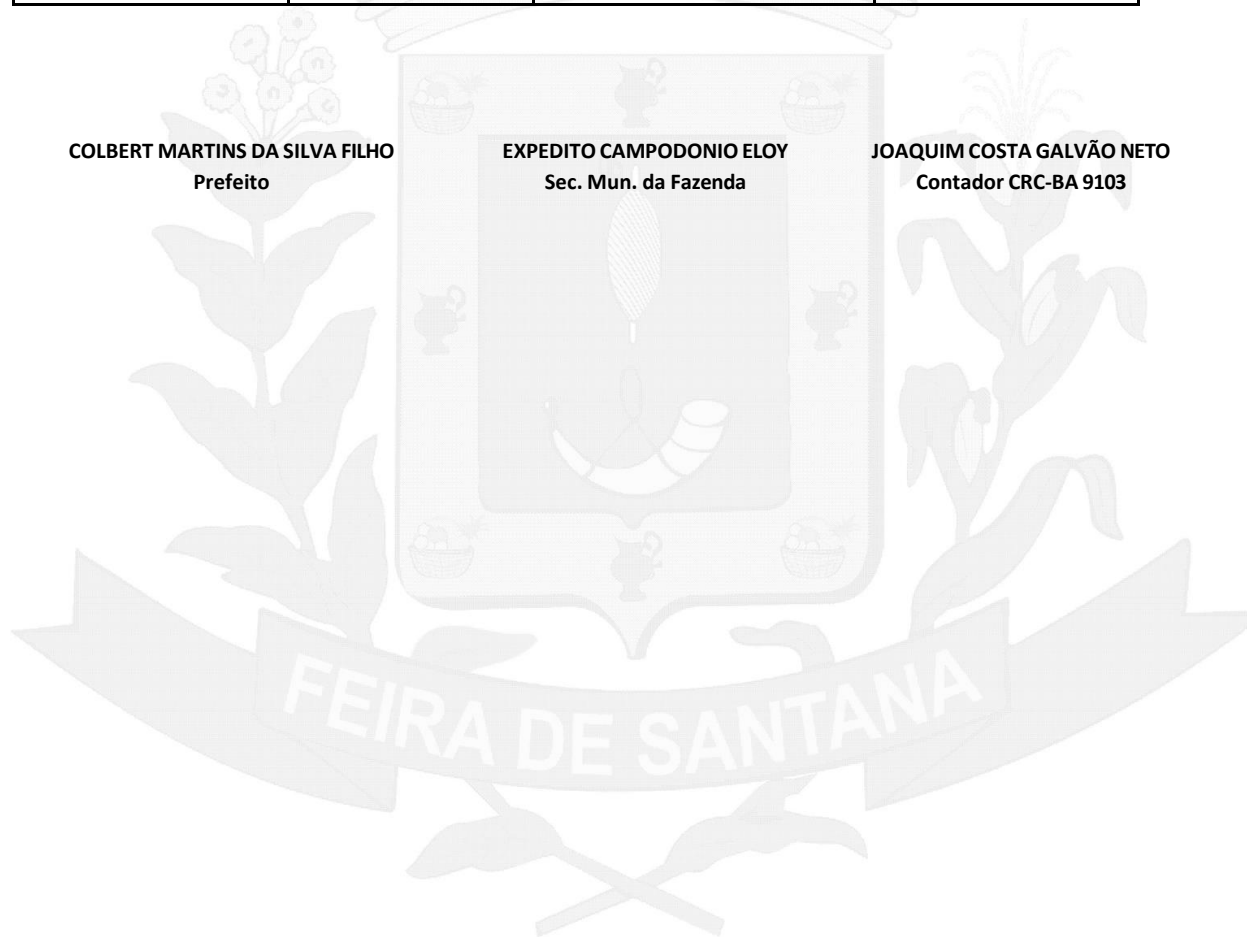 COLBERT MARTINS DA SILVA FILHO
Prefeito
EXPEDITO CAMPODONIO ELOY
Sec. Mun. da Fazenda
JOAQUIM COSTA GALVÃO NETO
Contador CRC-BA 9103
FEIRA DE SANTANA